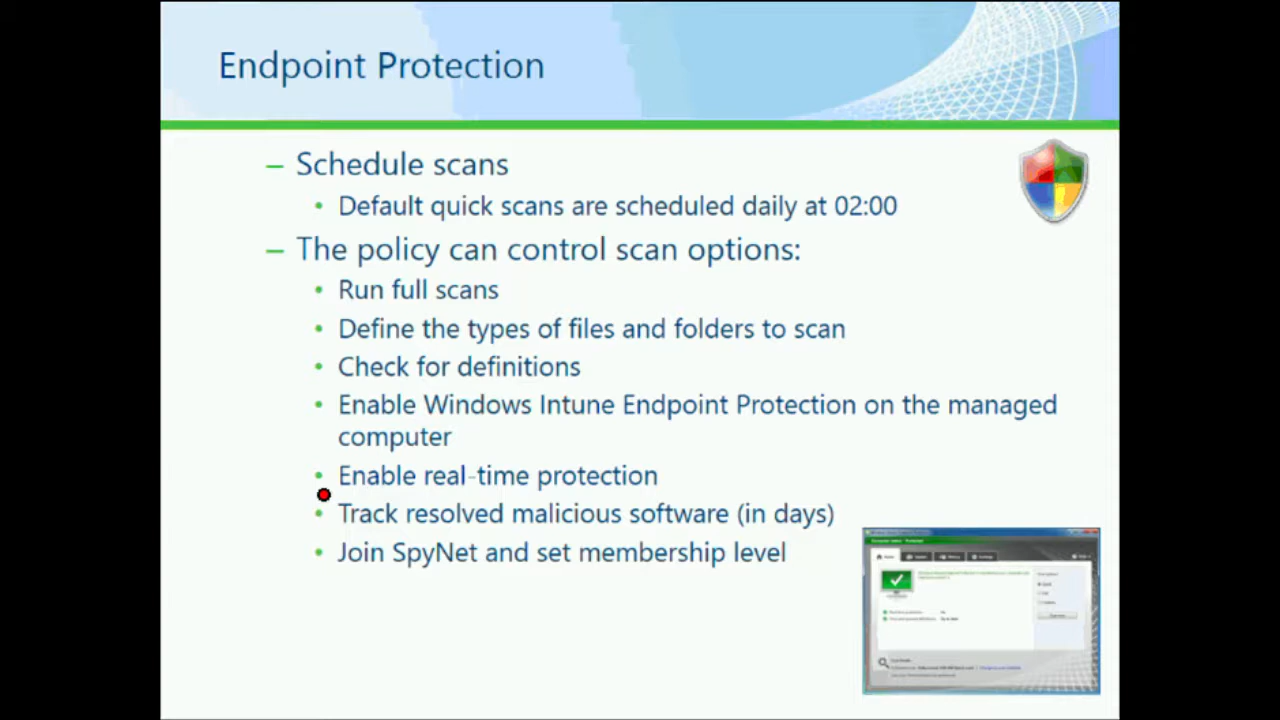 Endpoint Protection
– Schedule scans
• Default quick scans are scheduled daily at 02:00
– The policy can control scan options:
• Run full scans
• Define the types of files and folders to scan
• Check for definitions
• Enable Windows Intune Endpoint Protection on the managed
computer
• Enable real-time protection
• Track resolved malicious software (in days)
• Join SpyNet and set membership level